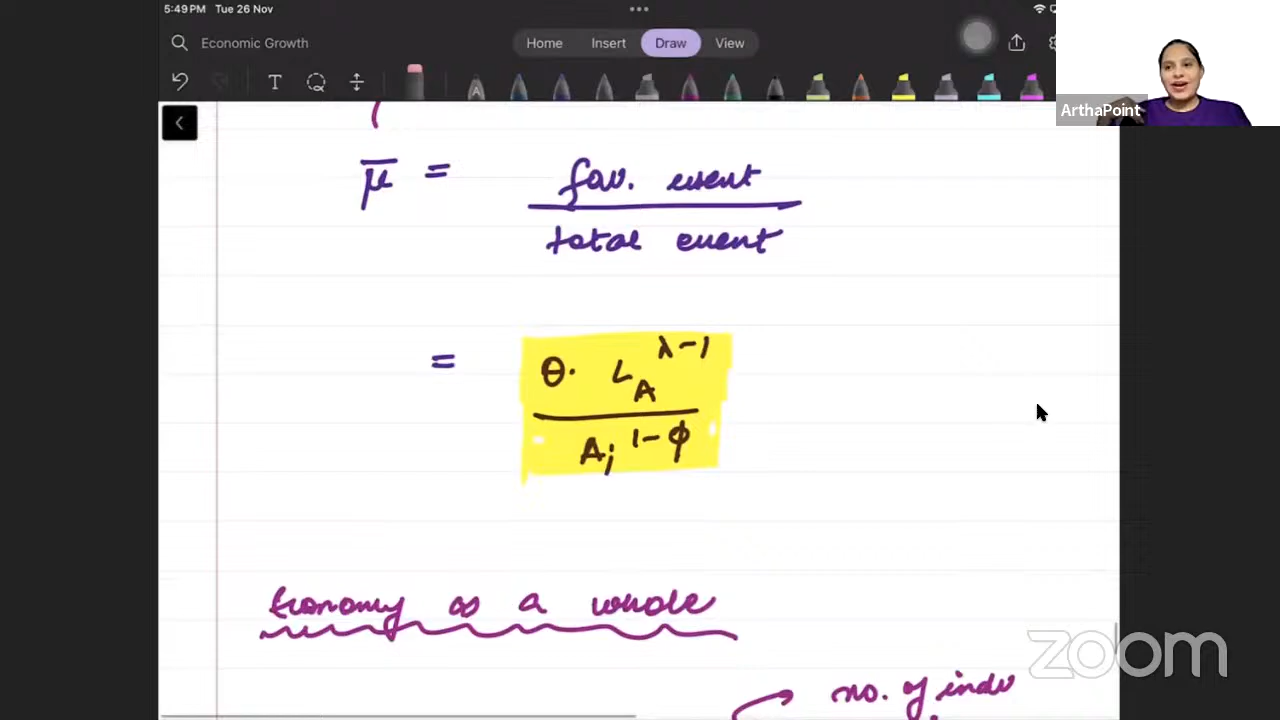 5:49 PM Tue 26 Nov
Economic Growth
Home Insert Draw View
T
A
ArthaPoint
μ̄ = fav. event
total event
= θ. L_A^{λ-1}
A_i^{1-φ}
Economy as a whole
no. of indv
zoom